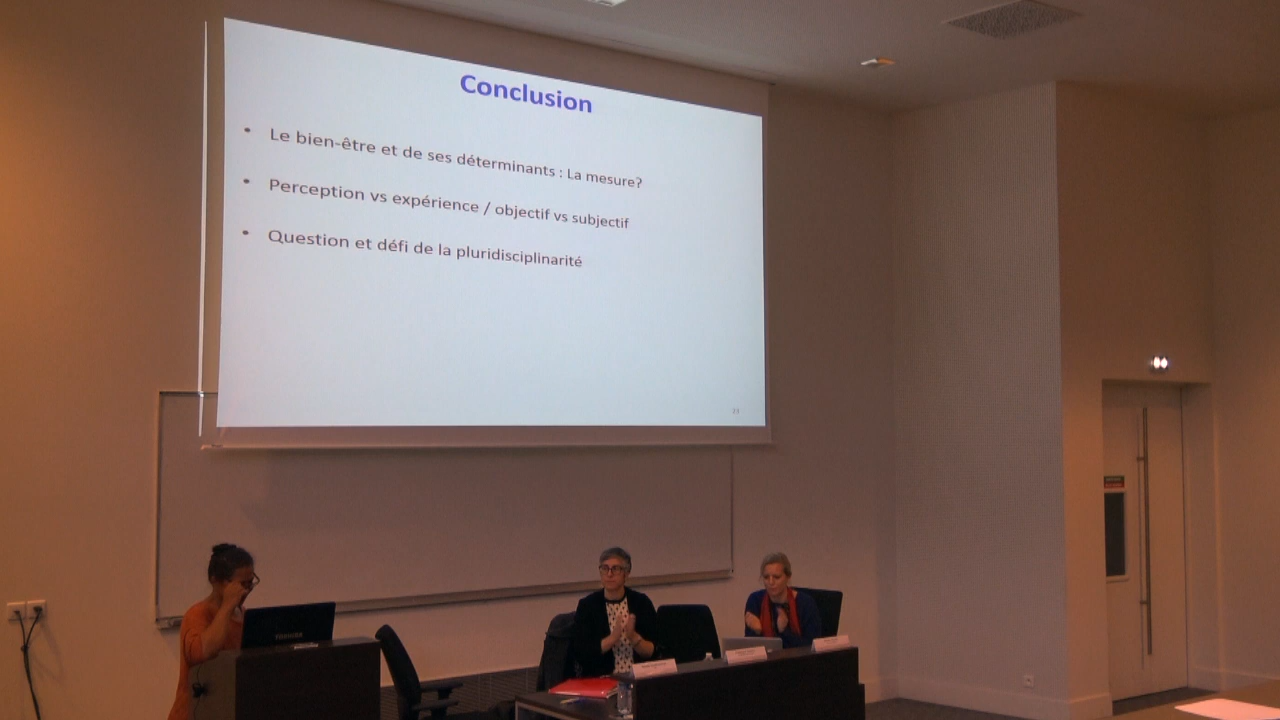 Conclusion
• Le bien-être et de ses déterminants : La mesure?
• Perception vs expérience / objectif vs subjectif
• Question et défi de la pluridisciplinarité
TOSHIBA